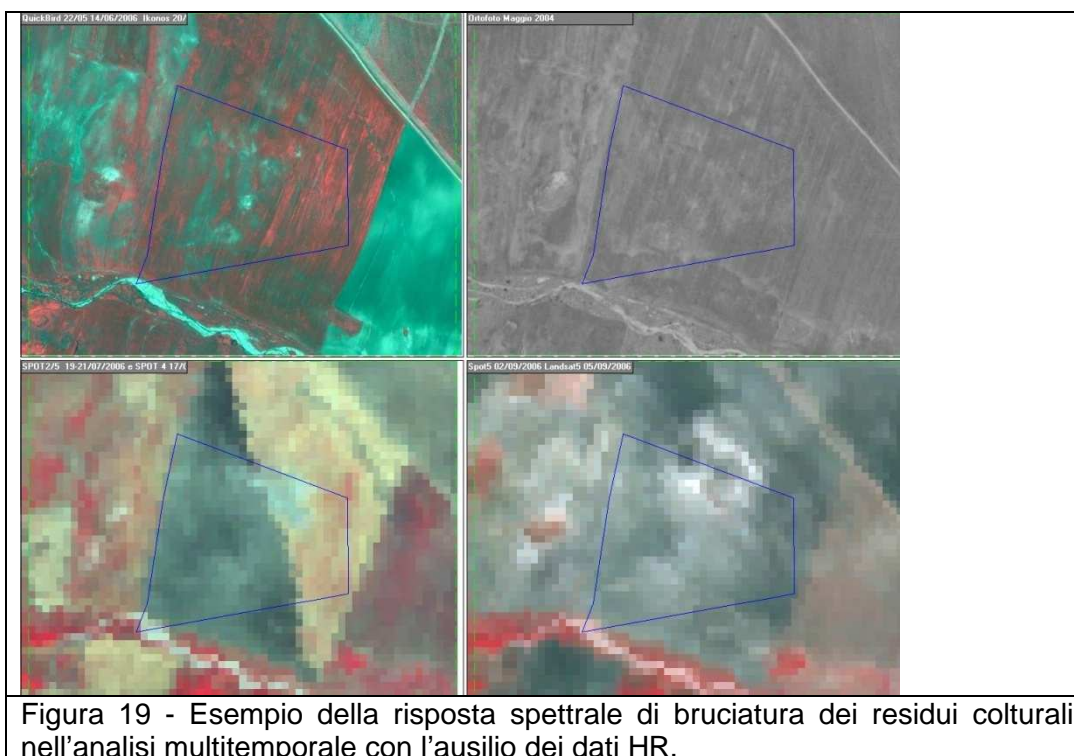 QuickBird 22/05 14/06/2006 Ikonos 20/
Ortofoto Maggio 2004
SPOT2/5 19-21/07/2006 e SPOT 4 17/0
Spot5 02/09/2006 Landsat5 05/09/2006
Figura 19 - Esempio della risposta spettrale di bruciatura dei residui colturali
nell'analisi multitemporale con l'ausilio dei dati HR.